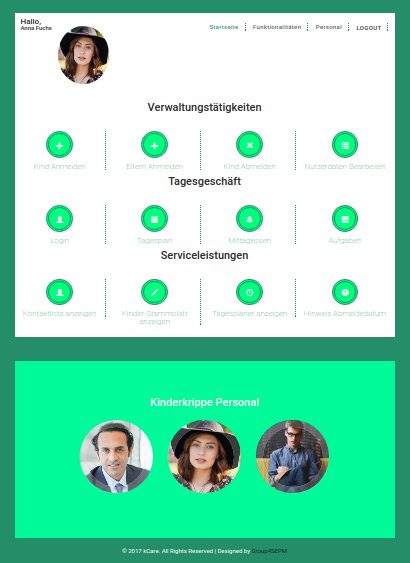 Hallo,
Anna Fuchs
Startseite
Funktionalitäten
Personal
LOGOUT
Verwaltungstätigkeiten
Kind Anmelden
Eltern Anmelden
Kind Abmelden
Nutzerdaten Bearbeiten
Tagesgeschäft
Login
Tagesplan
Mittagessen
Aufgaben
Serviceleistungen
Kontaktliste anzeigen
Kinder-Stammblatt
anzeigen
Tagesplaner anzeigen
Hinweis Abmeldedatum
Kinderkrippe Personal
© 2017 kCare. All Rights Reserved | Designed by Group4SEPM